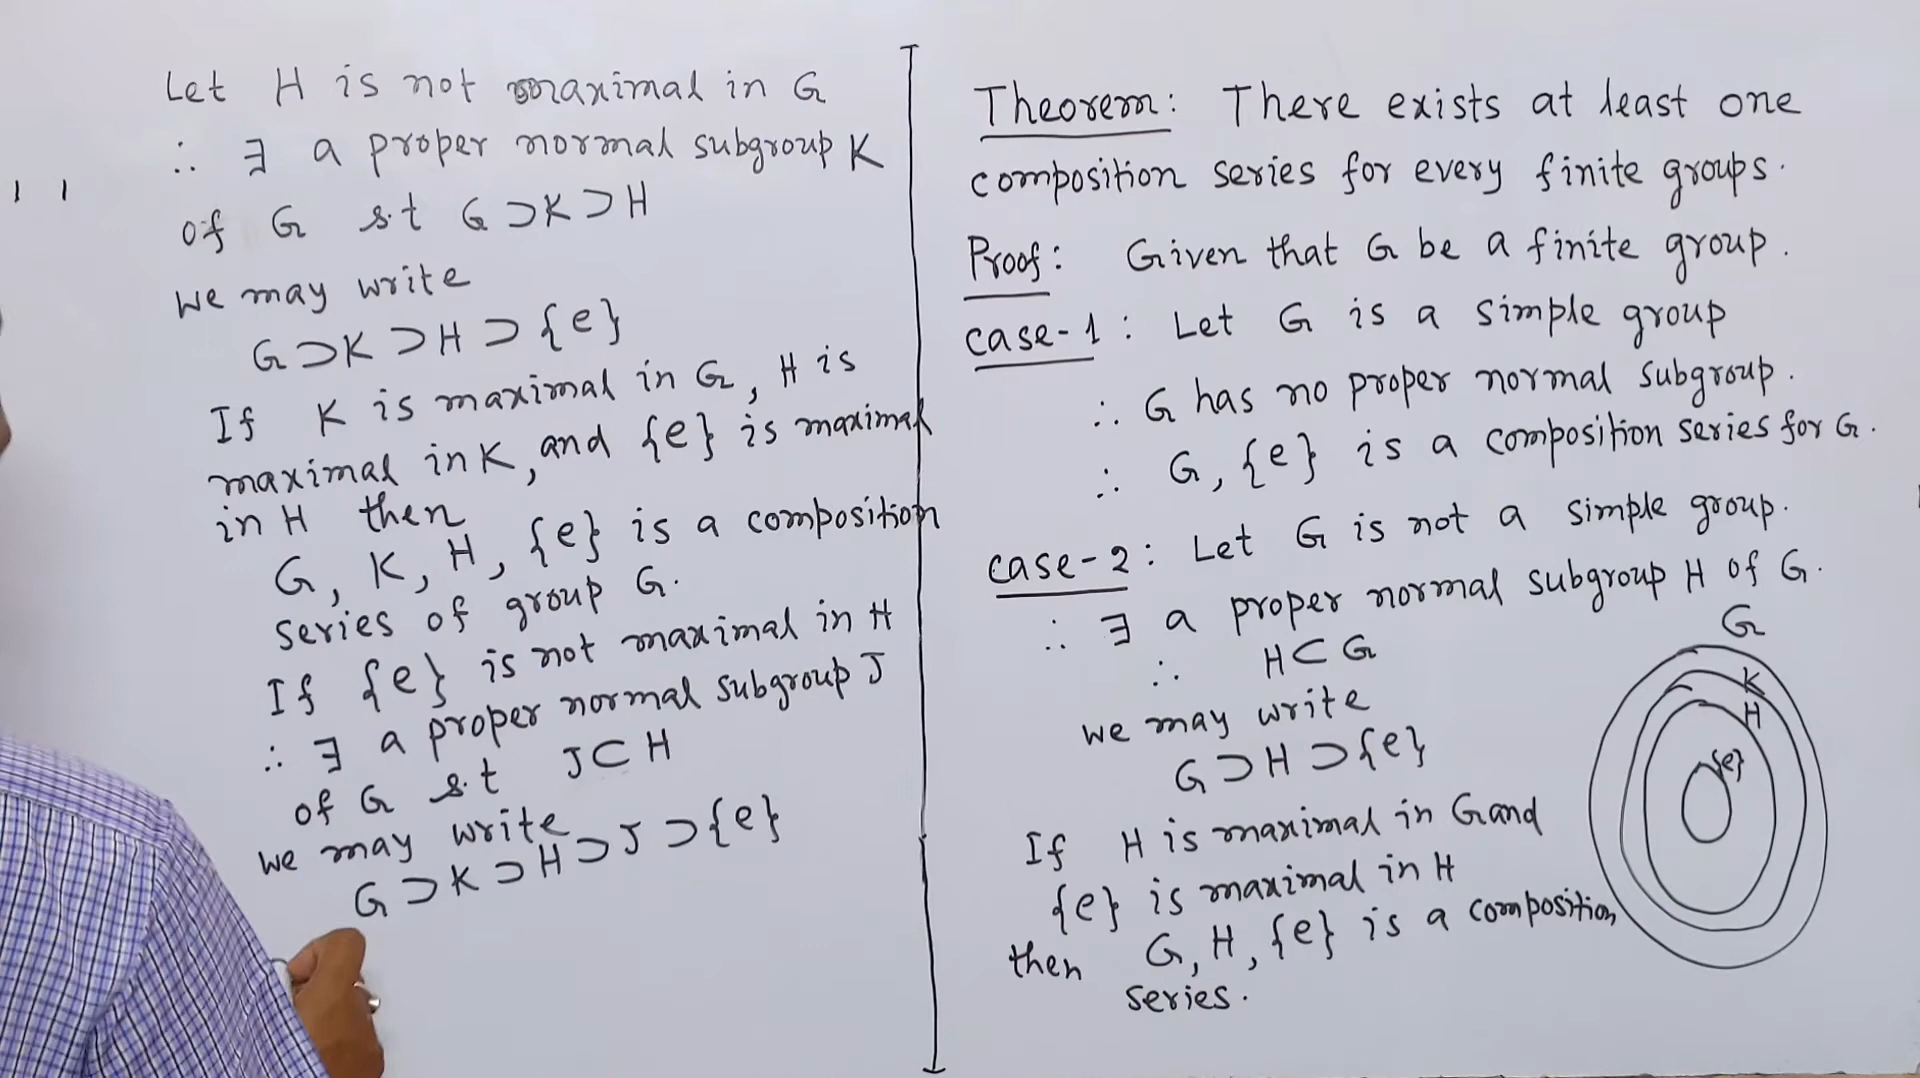 Theorem: There exists at least one
composition series for every finite groups.
Proof: Given that G be a finite group.
case-1: Let G is a simple group
∴ G has no proper normal subgroup.
∴ G, {e} is a composition series for G.
case-2: Let G is not a simple group.
∴ ∃ a proper normal subgroup H of G.
∴ H⊂G
we may write
G⊃H⊃{e}
If H is maximal in G and
{e} is maximal in H
then G, H, {e} is a composition
series.
G
K
H
{e}
Let H is not maximal in G
∴ ∃ a proper normal subgroup K
of G s.t G⊃K⊃H
we may write
G⊃K⊃H⊃{e}
If K is maximal in G, H is
maximal in K, and {e} is maximal
in H then
G, K, H, {e} is a composition
series of group G.
If {e} is not maximal in H
∴ ∃ a proper normal subgroup J
of G s.t J⊂H
we may write
G⊃K⊃H⊃J⊃{e}